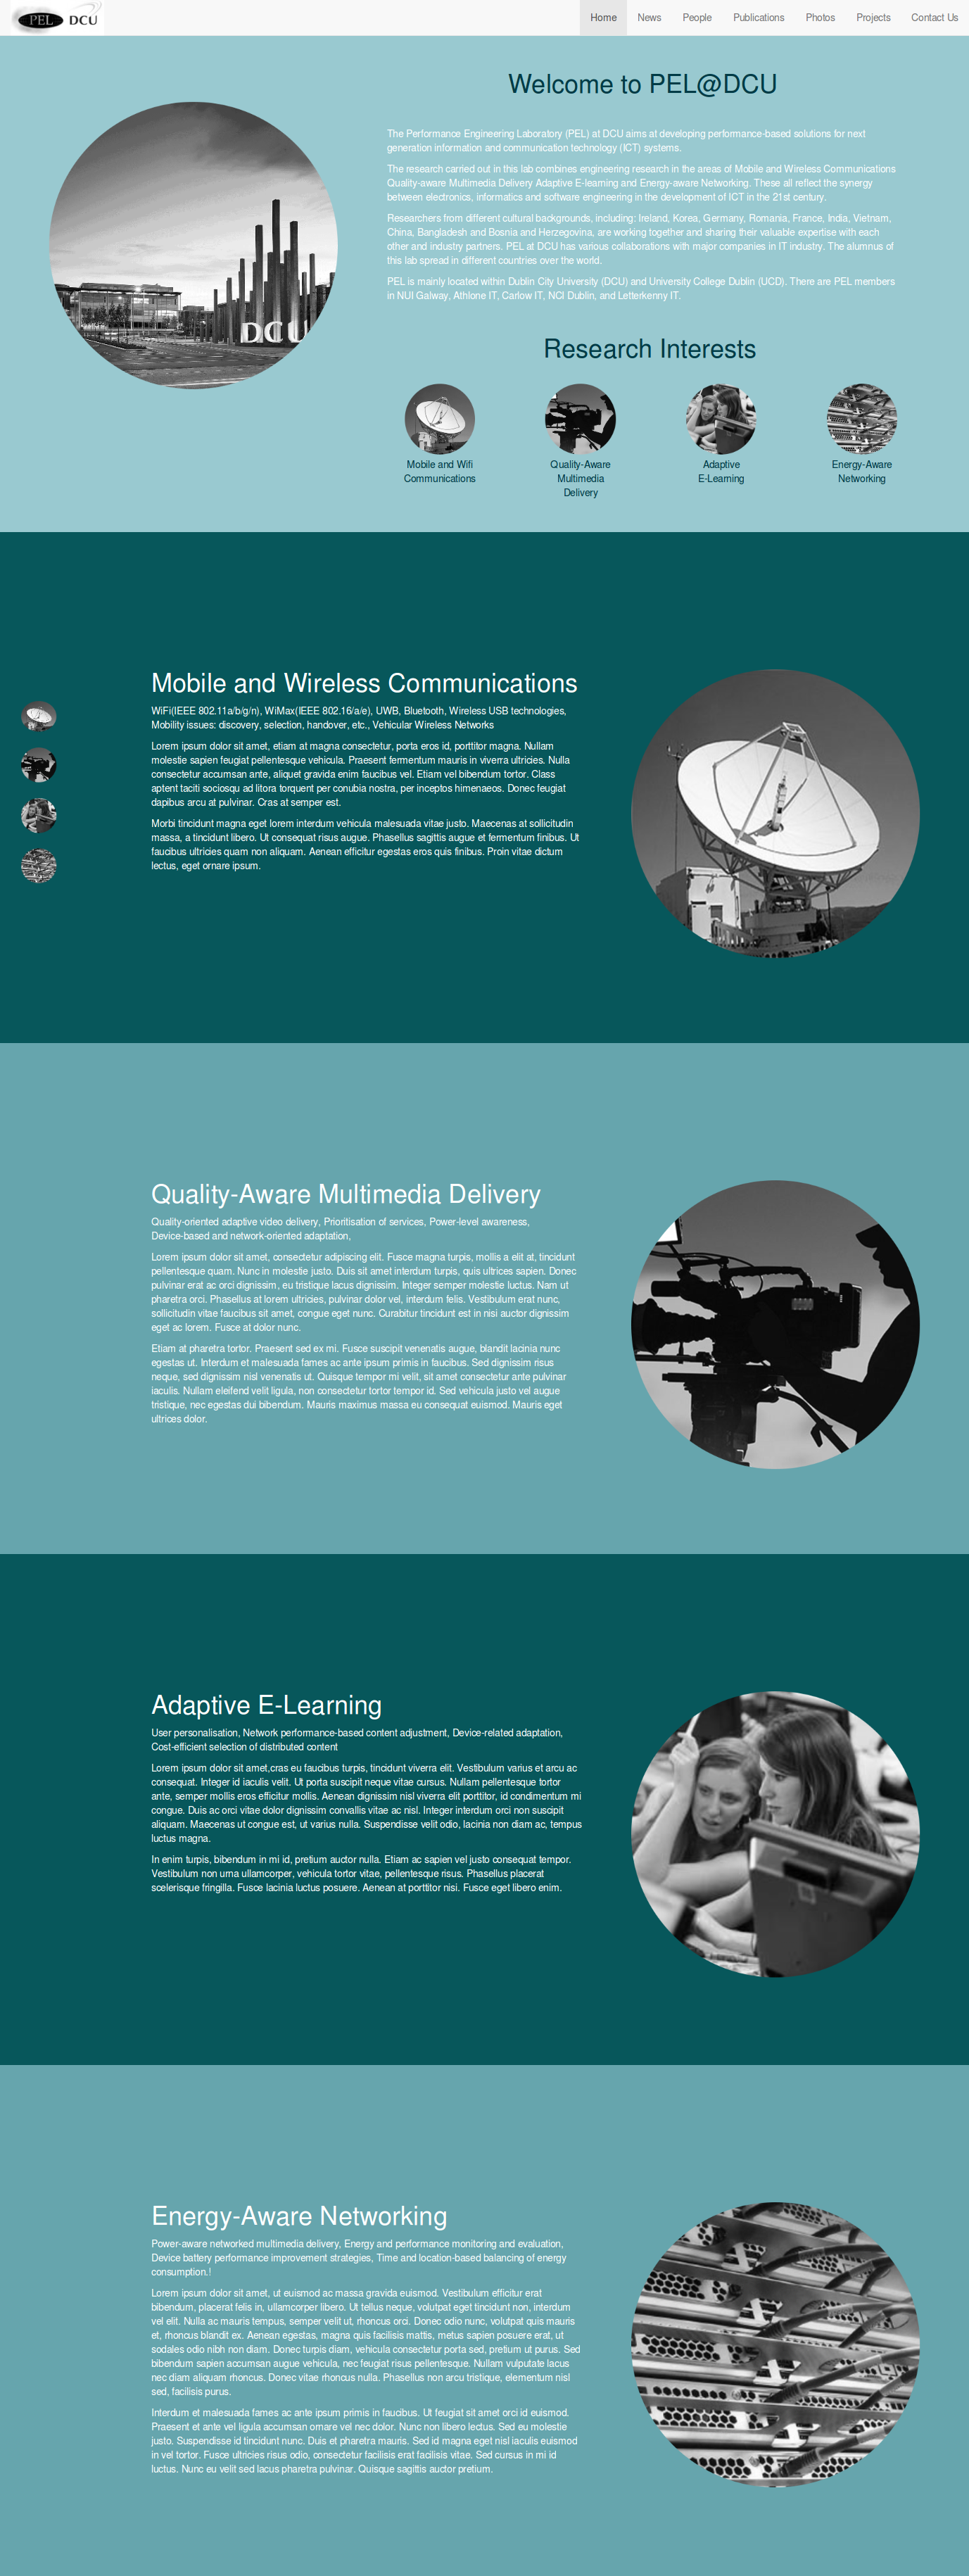 PEL DCU
Home News People Publications Photos Projects Contact Us
Welcome to PEL@DCU
The Performance Engineering Laboratory (PEL) at DCU aims at developing performance-based solutions for next
generation information and communication technology (ICT) systems.
The research carried out in this lab combines engineering research in the areas of Mobile and Wireless Communications
Quality-aware Multimedia Delivery Adaptive E-learning and Energy-aware Networking. These all reflect the synergy
between electronics, informatics and software engineering in the development of ICT in the 21st century.
Researchers from different cultural backgrounds, including: Ireland, Korea, Germany, Romania, France, India, Vietnam,
China, Bangladesh and Bosnia and Herzegovina, are working together and sharing their valuable expertise with each
other and industry partners. PEL at DCU has various collaborations with major companies in IT industry. The alumnus of
this lab spread in different countries over the world.
PEL is mainly located within Dublin City University (DCU) and University College Dublin (UCD). There are PEL members
in NUI Galway, Athlone IT, Carlow IT, NCI Dublin, and Letterkenny IT.
DCU
Research Interests
Mobile and Wifi
Communications
Quality-Aware
Multimedia
Delivery
Adaptive
E-Learning
Energy-Aware
Networking
Mobile and Wireless Communications
WiFi(IEEE 802.11a/b/g/n), WiMax(IEEE 802.16/a/e), UWB, Bluetooth, Wireless USB technologies,
Mobility issues: discovery, selection, handover, etc., Vehicular Wireless Networks
Lorem ipsum dolor sit amet, etiam at magna consectetur, porta eros id, porttitor magna. Nullam
molestie sapien feugiat pellentesque vehicula. Praesent fermentum mauris in viverra ultricies. Nulla
consectetur accumsan ante, aliquet gravida enim faucibus vel. Etiam vel bibendum tortor. Class
aptent taciti sociosqu ad litora torquent per conubia nostra, per inceptos himenaeos. Donec feugiat
dapibus arcu at pulvinar. Cras at semper est.
Morbi tincidunt magna eget lorem interdum vehicula malesuada vitae justo. Maecenas at sollicitudin
massa, a tincidunt libero. Ut consequat risus augue. Phasellus sagittis augue et fermentum finibus. Ut
faucibus ultricies quam non aliquam. Aenean efficitur egestas eros quis finibus. Proin vitae dictum
lectus, eget ornare ipsum.
Quality-Aware Multimedia Delivery
Quality-oriented adaptive video delivery, Prioritisation of services, Power-level awareness,
Device-based and network-oriented adaptation,
Lorem ipsum dolor sit amet, consectetur adipiscing elit. Fusce magna turpis, mollis a elit at, tincidunt
pellentesque quam. Nunc in molestie justo. Duis sit amet interdum turpis, quis ultrices sapien. Donec
pulvinar erat ac orci dignissim, eu tristique lacus dignissim. Integer semper molestie luctus. Nam ut
pharetra orci. Phasellus at lorem ultricies, pulvinar dolor vel, interdum felis. Vestibulum erat nunc,
sollicitudin vitae faucibus sit amet, congue eget nunc. Curabitur tincidunt est in nisi auctor dignissim
eget ac lorem. Fusce at dolor nunc.
Etiam at pharetra tortor. Praesent sed ex mi. Fusce suscipit venenatis augue, blandit lacinia nunc
egestas ut. Interdum et malesuada fames ac ante ipsum primis in faucibus. Sed dignissim risus
neque, sed dignissim nisl venenatis ut. Quisque tempor mi velit, sit amet consectetur ante pulvinar
iaculis. Nullam eleifend velit ligula, non consectetur tortor tempor id. Sed vehicula justo vel augue
tristique, nec egestas dui bibendum. Mauris maximus massa eu consequat euismod. Mauris eget
ultrices dolor.
Adaptive E-Learning
User personalisation, Network performance-based content adjustment, Device-related adaptation,
Cost-efficient selection of distributed content
Lorem ipsum dolor sit amet,cras eu faucibus turpis, tincidunt viverra elit. Vestibulum varius et arcu ac
consequat. Integer id iaculis velit. Ut porta suscipit neque vitae cursus. Nullam pellentesque tortor
ante, semper mollis eros efficitur mollis. Aenean dignissim nisl viverra elit porttitor, id condimentum mi
congue. Duis ac orci vitae dolor dignissim convallis vitae ac nisl. Integer interdum orci non suscipit
aliquam. Maecenas ut congue est, ut varius nulla. Suspendisse velit odio, lacinia non diam ac, tempus
luctus magna.
In enim turpis, bibendum in mi id, pretium auctor nulla. Etiam ac sapien vel justo consequat tempor.
Vestibulum non urna ullamcorper, vehicula tortor vitae, pellentesque risus. Phasellus placerat
scelerisque fringilla. Fusce lacinia luctus posuere. Aenean at porttitor nisi. Fusce eget libero enim.
Energy-Aware Networking
Power-aware networked multimedia delivery, Energy and performance monitoring and evaluation,
Device battery performance improvement strategies, Time and location-based balancing of energy
consumption.!
Lorem ipsum dolor sit amet, ut euismod ac massa gravida euismod. Vestibulum efficitur erat
bibendum, placerat felis in, ullamcorper libero. Ut tellus neque, volutpat eget tincidunt non, interdum
vel elit. Nulla ac mauris tempus, semper velit ut, rhoncus orci. Donec odio nunc, volutpat quis mauris
et, rhoncus blandit ex. Aenean egestas, magna quis facilisis mattis, metus sapien posuere erat, ut
sodales odio nibh non diam. Donec turpis diam, vehicula consectetur porta sed, pretium ut purus. Sed
bibendum sapien accumsan augue vehicula, nec feugiat risus pellentesque. Nullam vulputate lacus
nec diam aliquam rhoncus. Donec vitae rhoncus nulla. Phasellus non arcu tristique, elementum nisl
sed, facilisis purus.
Interdum et malesuada fames ac ante ipsum primis in faucibus. Ut feugiat sit amet orci id euismod.
Praesent et ante vel ligula accumsan ornare vel nec dolor. Nunc non libero lectus. Sed eu molestie
justo. Suspendisse id tincidunt nunc. Duis et pharetra mauris. Sed id magna eget nisl iaculis euismod
in vel tortor. Fusce ultricies risus odio, consectetur facilisis erat facilisis vitae. Sed cursus in mi id
luctus. Nunc eu velit sed lacus pharetra pulvinar. Quisque sagittis auctor pretium.